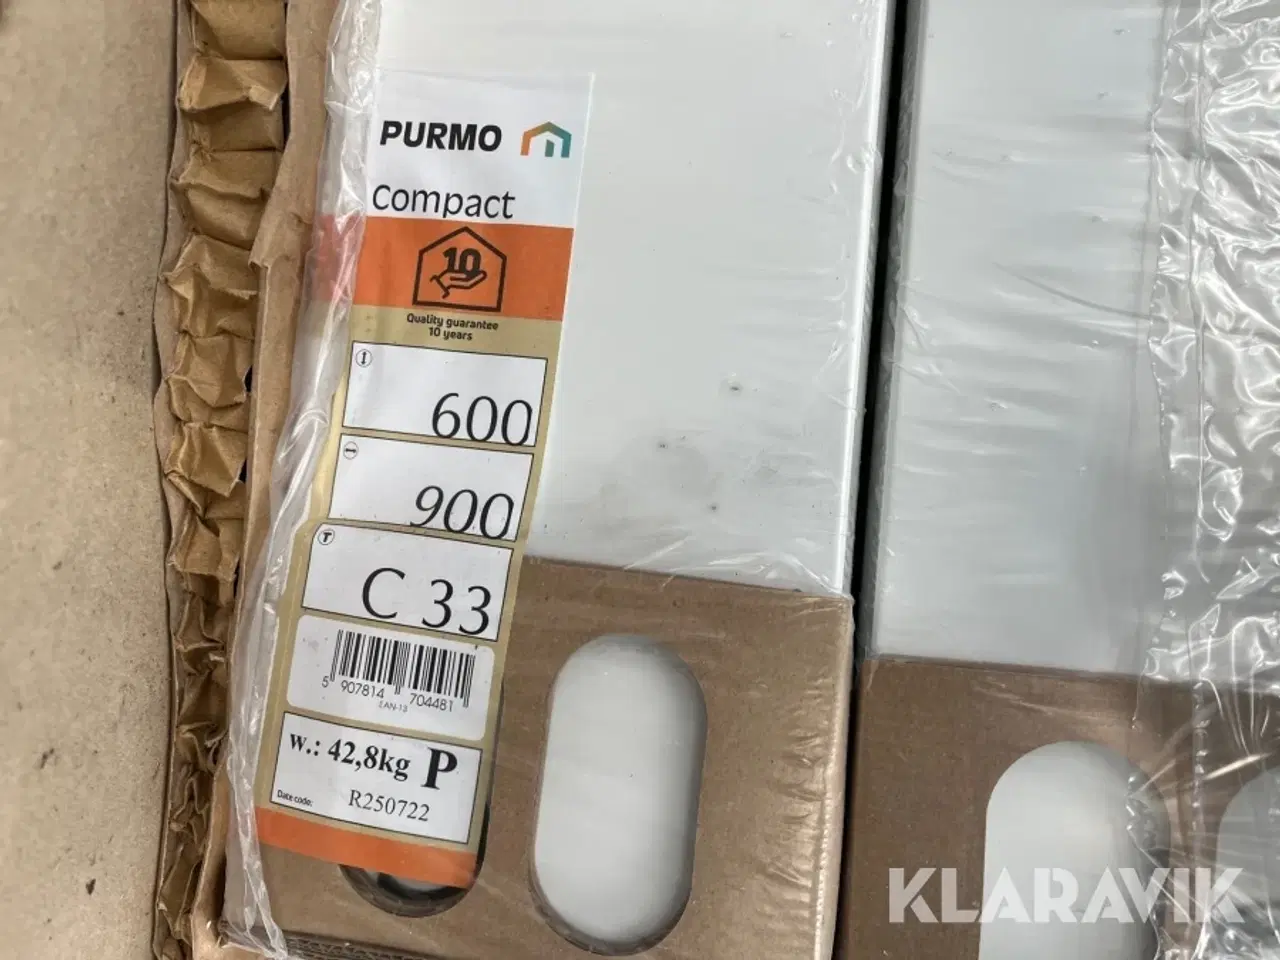 PURMO
compact
10
Quality guarantee
10 years
600
900
T
C 33
5 907814 704481
EAN-13
w.: 42,8kg P
Date code: R250722
KLARAVIK